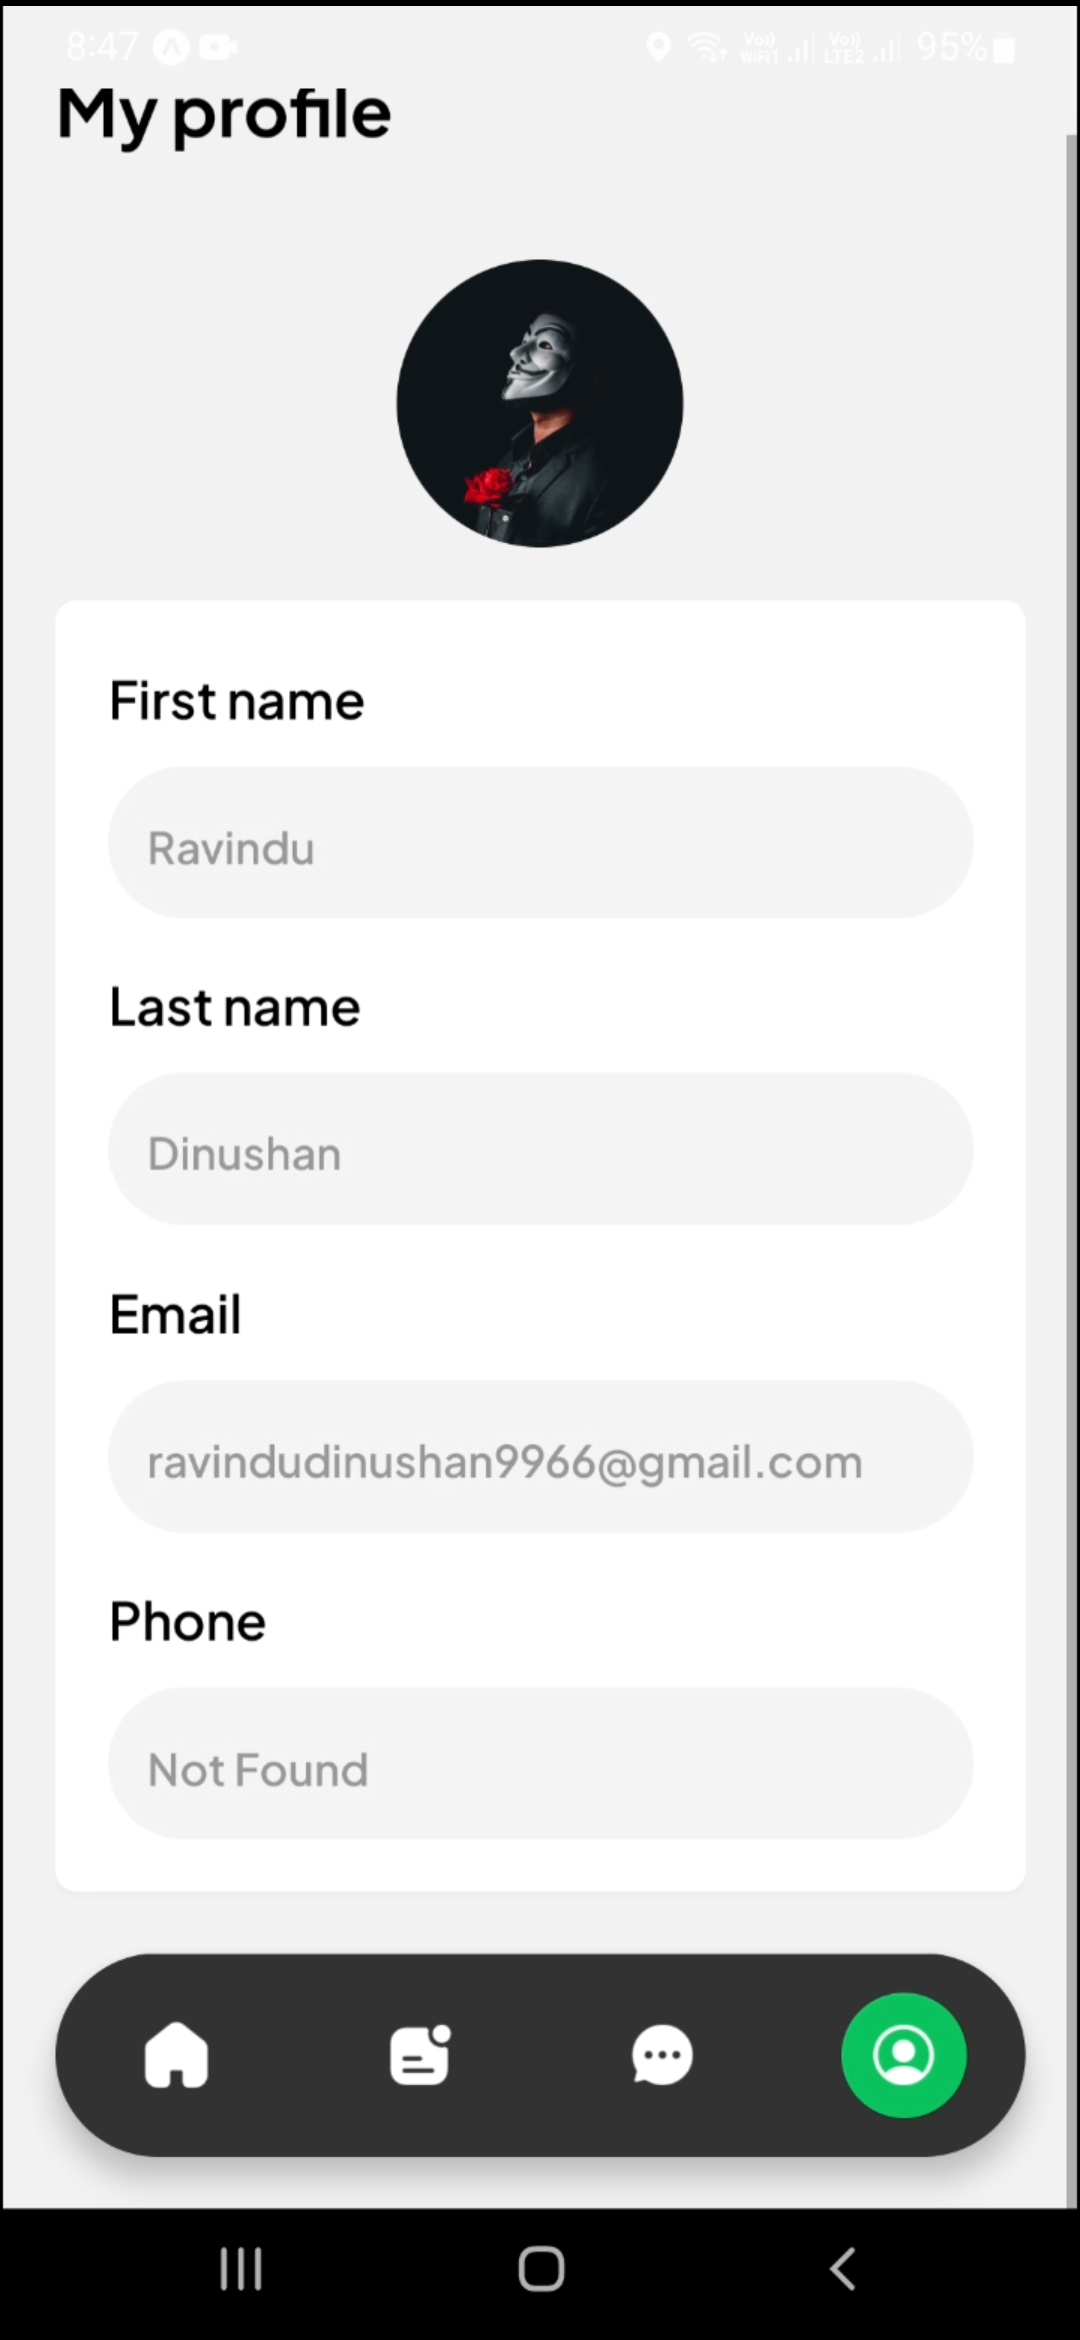 8:47 Vo)) WiFi1 Vo)) LTE2 95%
My profile
First name
Ravindu
Last name
Dinushan
Email
ravindudinushan9966@gmail.com
Phone
Not Found